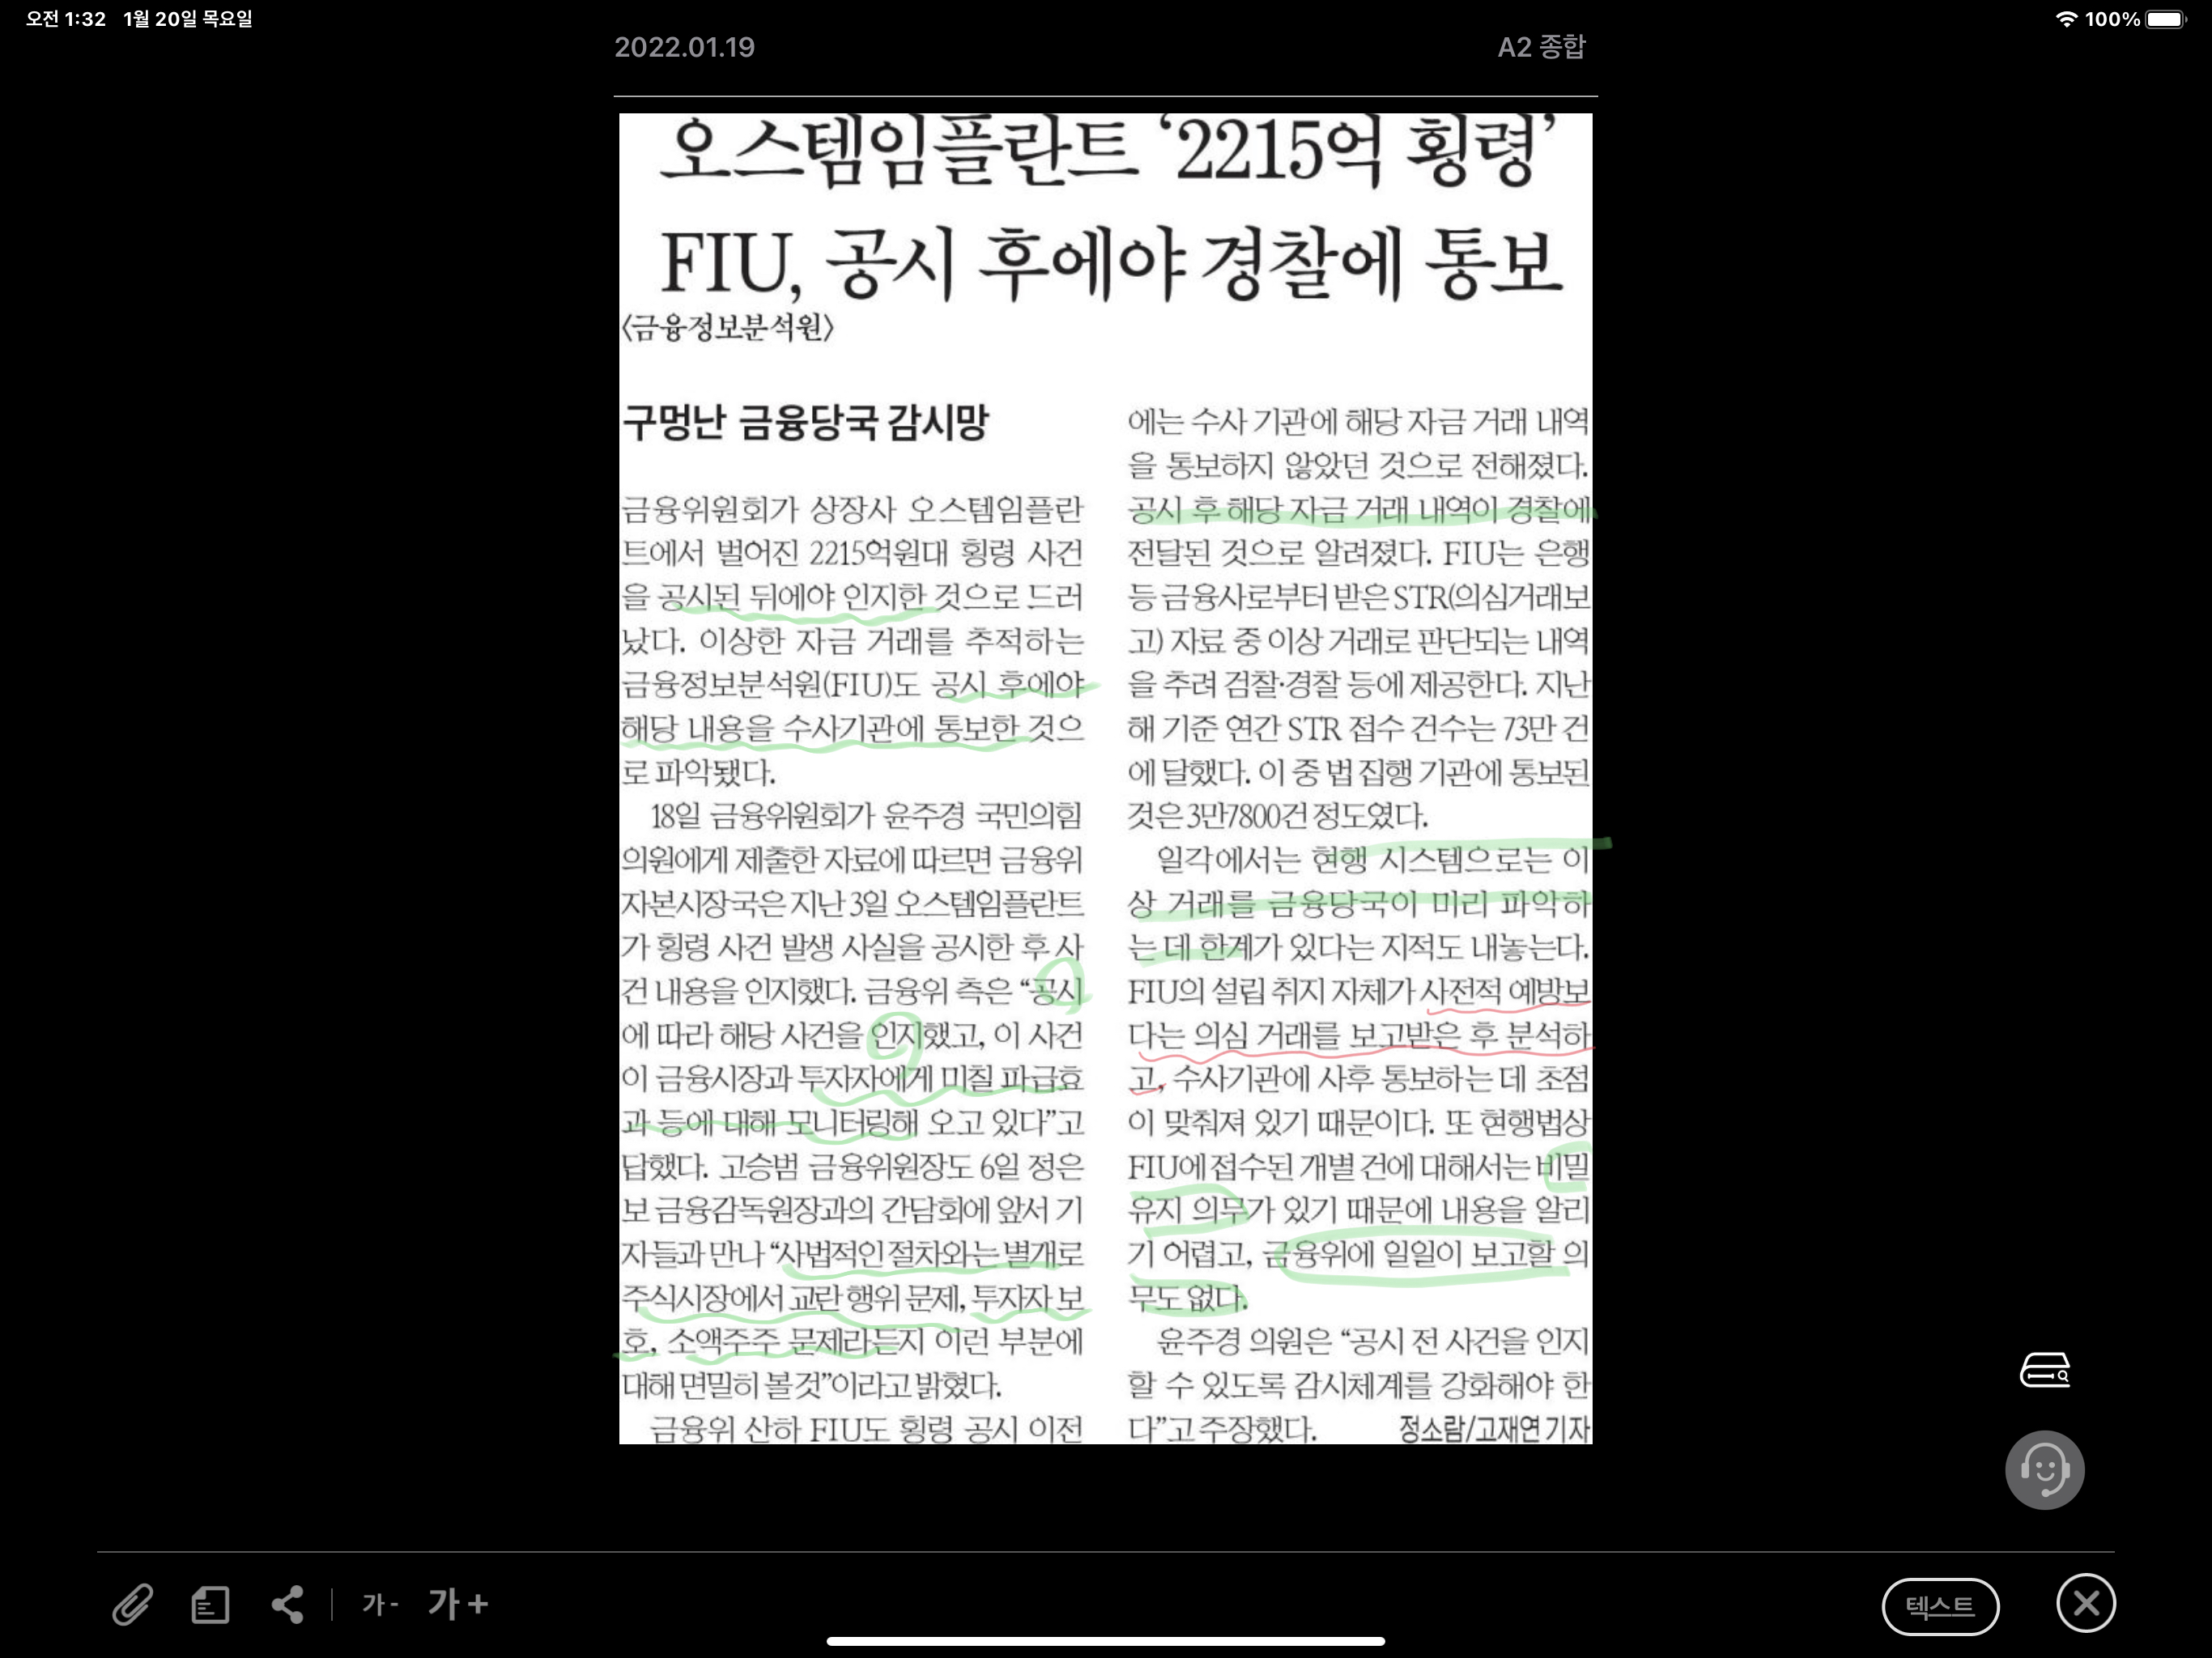 오전 1:32 1월 20일 목요일
100%
2022.01.19
A2 종합
오스템임플란트 ‘2215억 횡령’
FIU, 공시 후에야 경찰에 통보
〈금융정보분석원〉
구멍난 금융당국 감시망
금융위원회가 상장사 오스템임플란
트에서 벌어진 2215억원대 횡령 사건
을 공시된 뒤에야 인지한 것으로 드러
났다. 이상한 자금 거래를 추적하는
금융정보분석원(FIU)도 공시 후에야
해당 내용을 수사기관에 통보한 것으
로 파악됐다.
18일 금융위원회가 윤주경 국민의힘
의원에게 제출한 자료에 따르면 금융위
자본시장국은 지난 3일 오스템임플란트
가 횡령 사건 발생 사실을 공시한 후 사
건 내용을 인지했다. 금융위 측은 “공시
에 따라 해당 사건을 인지했고, 이 사건
이 금융시장과 투자자에게 미칠 파급효
과 등에 대해 모니터링해 오고 있다”고
답했다. 고승범 금융위원장도 6일 정은
보 금융감독원장과의 간담회에 앞서 기
자들과 만나 “사법적인 절차와는 별개로
주식시장에서 교란 행위 문제, 투자자 보
호, 소액주주 문제라든지 이런 부분에
대해 면밀히 볼 것”이라고 밝혔다.
금융위 산하 FIU도 횡령 공시 이전
에는 수사 기관에 해당 자금 거래 내역
을 통보하지 않았던 것으로 전해졌다.
공시 후 해당 자금 거래 내역이 경찰에
전달된 것으로 알려졌다. FIU는 은행
등 금융사로부터 받은 STR(의심거래보
고) 자료 중 이상 거래로 판단되는 내역
을 추려 검찰·경찰 등에 제공한다. 지난
해 기준 연간 STR 접수 건수는 73만 건
에 달했다. 이 중 법 집행 기관에 통보된
것은 3만7800건 정도였다.
일각에서는 현행 시스템으로는 이
상 거래를 금융당국이 미리 파악하
는 데 한계가 있다는 지적도 내놓는다.
FIU의 설립 취지 자체가 사전적 예방보
다는 의심 거래를 보고받은 후 분석하
고, 수사기관에 사후 통보하는 데 초점
이 맞춰져 있기 때문이다. 또 현행법상
FIU에 접수된 개별 건에 대해서는 비밀
유지 의무가 있기 때문에 내용을 알리
기 어렵고, 금융위에 일일이 보고할 의
무도 없다.
윤주경 의원은 “공시 전 사건을 인지
할 수 있도록 감시체계를 강화해야 한
다”고 주장했다. 정소람/고재연 기자
가- 가+
텍스트